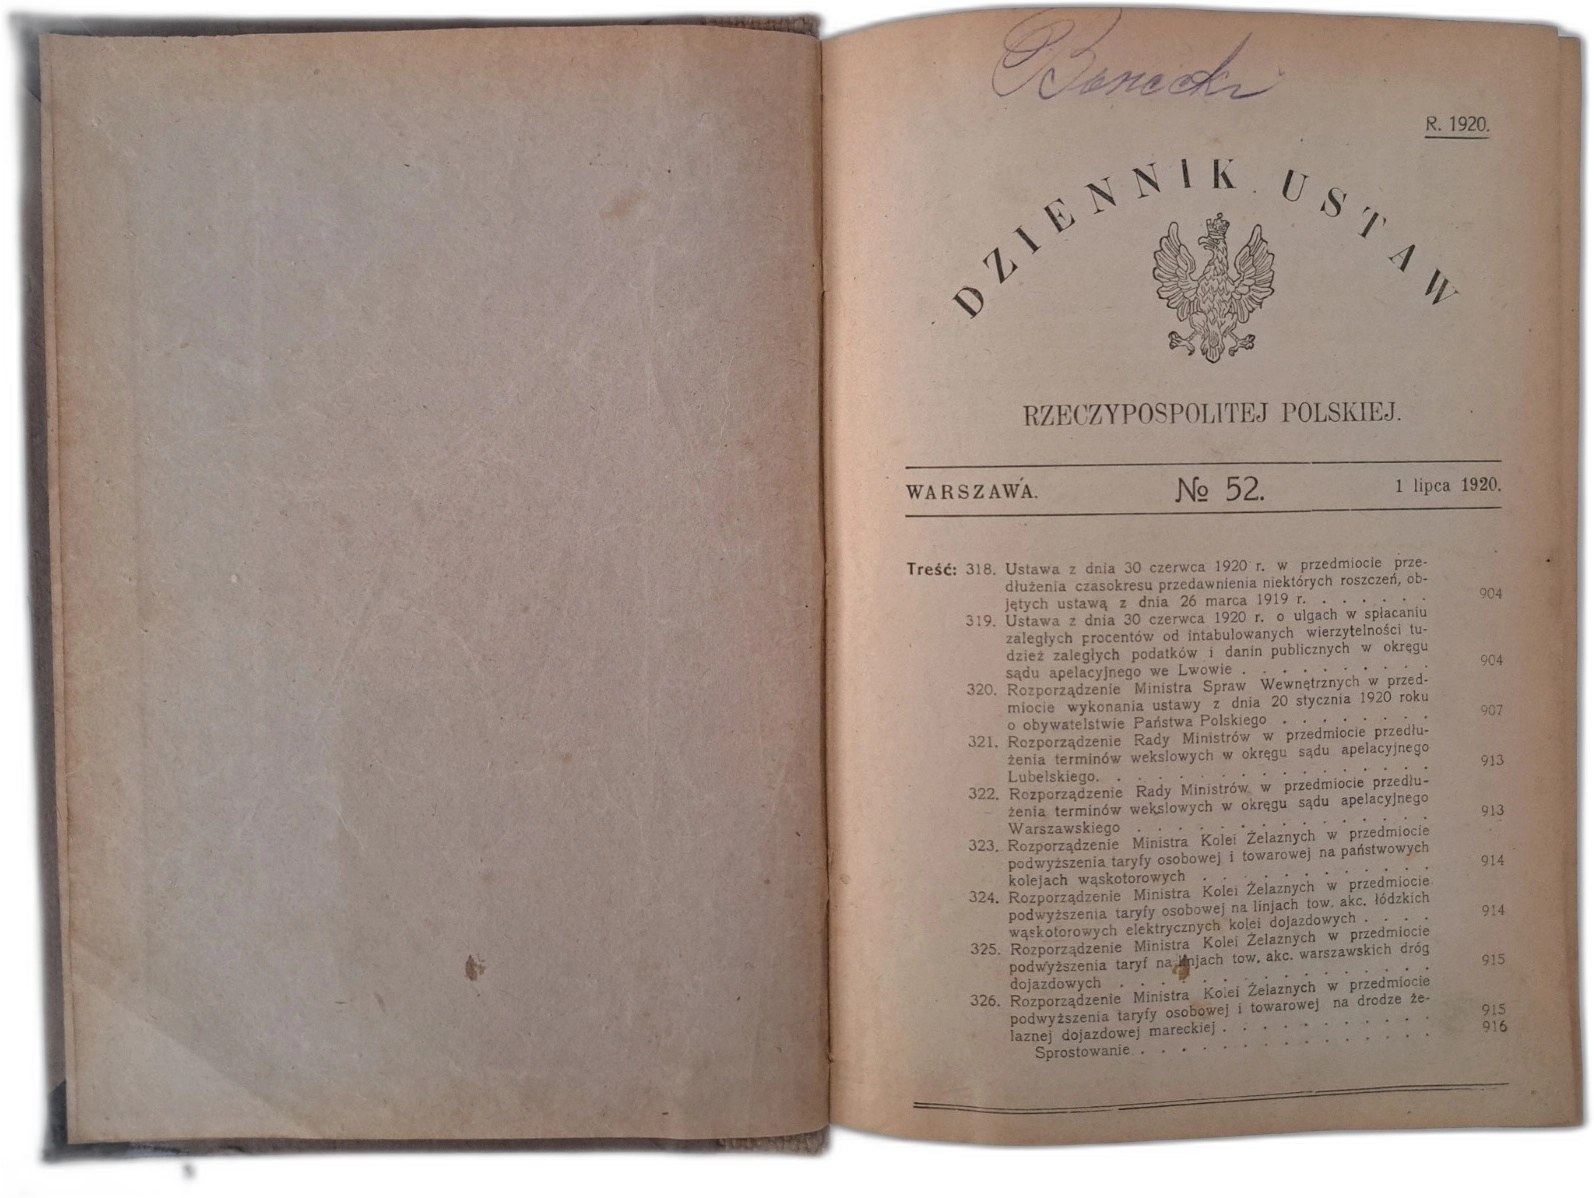 R. 1920.
DZIENNIK USTAW
RZECZYPOSPOLITEJ POLSKIEJ.
WARSZAWA. № 52. 1 lipca 1920.
Treść: 318. Ustawa z dnia 30 czerwca 1920 r. w przedmiocie prze-
dłużenia czasokresu przedawnienia niektórych roszczeń, ob-
jętych ustawą z dnia 26 marca 1919 r. . . . . . . 904
319. Ustawa z dnia 30 czerwca 1920 r. o ulgach w spłacaniu
zaległych procentów od intabulowanych wierzytelności tu-
dzież zaległych podatków i danin publicznych w okręgu
sądu apelacyjnego we Lwowie . . . . . . . . . . 904
320. Rozporządzenie Ministra Spraw Wewnętrznych w przed-
miocie wykonania ustawy z dnia 20 stycznia 1920 roku
o obywatelstwie Państwa Polskiego . . . . . . . . 907
321. Rozporządzenie Rady Ministrów w przedmiocie przedłu-
żenia terminów wekslowych w okręgu sądu apelacyjnego
Lubelskiego. . . . . . . . . . . . . . . . . 913
322. Rozporządzenie Rady Ministrów w przedmiocie przedłu-
żenia terminów wekslowych w okręgu sądu apelacyjnego
Warszawskiego . . . . . . . . . . . . . . . 913
323. Rozporządzenie Ministra Kolei Żelaznych w przedmiocie
podwyższenia taryfy osobowej i towarowej na państwowych
kolejach wąskotorowych . . . . . . . . . . . . 914
324. Rozporządzenie Ministra Kolei Żelaznych w przedmiocie
podwyższenia taryfy osobowej na linjach tow. akc. łódzkich
wąskotorowych elektrycznych kolei dojazdowych . . . . 914
325. Rozporządzenie Ministra Kolei Żelaznych w przedmiocie
podwyższenia taryf na linjach tow. akc. warszawskich dróg
dojazdowych . . . . . . . . . . . . . . . . 915
326. Rozporządzenie Ministra Kolei Żelaznych w przedmiocie
podwyższenia taryfy osobowej i towarowej na drodze że-
laznej dojazdowej mareckiej . . . . . . . . . . . 915
Sprostowanie . . . . . . . . . . . . . . . 916